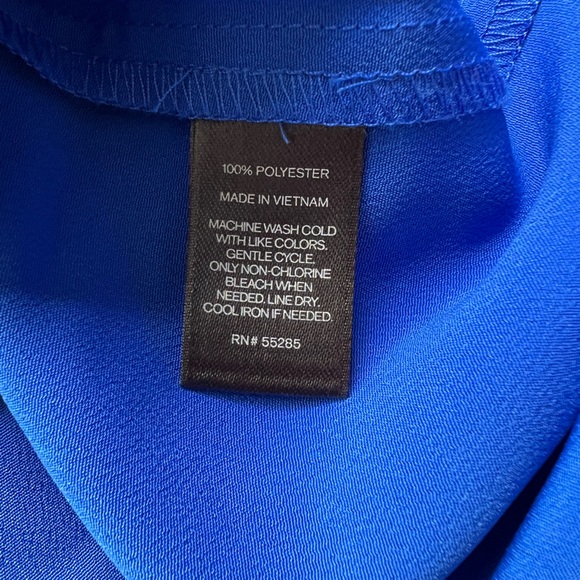 100% POLYESTER
MADE IN VIETNAM
MACHINE WASH COLD
WITH LIKE COLORS.
GENTLE CYCLE.
ONLY NON-CHLORINE
BLEACH WHEN
NEEDED. LINE DRY.
COOL IRON IF NEEDED.
RN# 55285